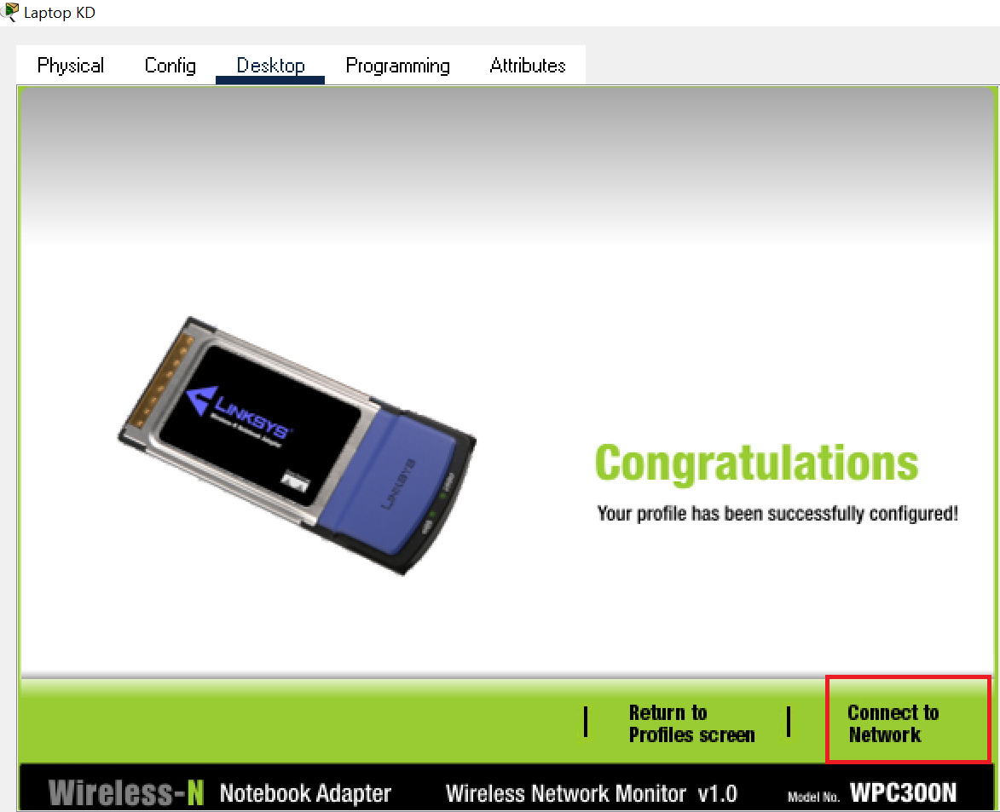 Laptop KD
Physical Config Desktop Programming Attributes
LINKSYS
LINKSYS
Congratulations
Your profile has been successfully configured!
Return to
Profiles screen
Connect to
Network
Wireless-N Notebook Adapter Wireless Network Monitor v1.0 Model No. WPC300N